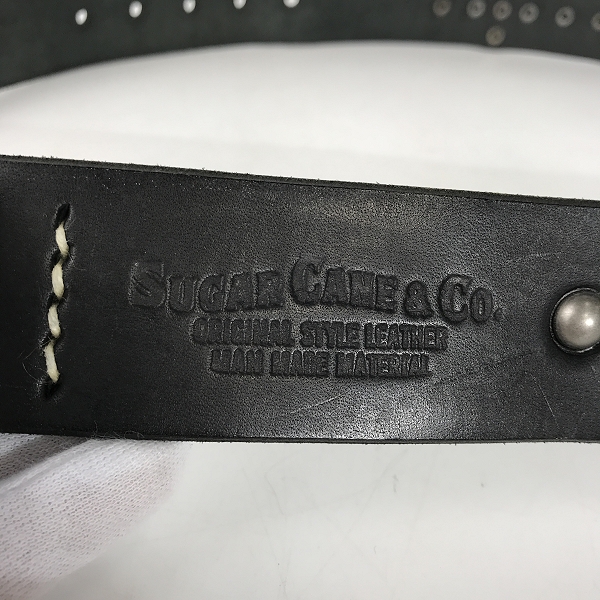 SUGAR CANE & CO.
ORIGINAL STYLE LEATHER
MAN MADE MATERIAL